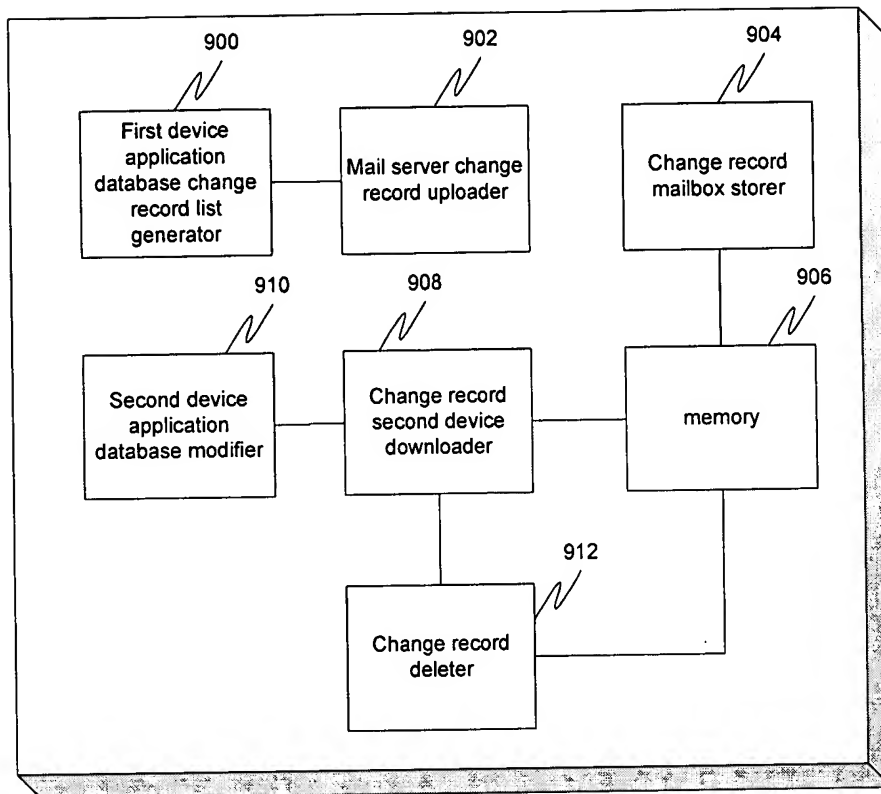 900
902
904
First device
application
database change
record list
generator
Mail server change
record uploader
Change record
mailbox storer
910
908
906
Second device
application
database modifier
Change record
second device
downloader
memory
912
Change record
deleter